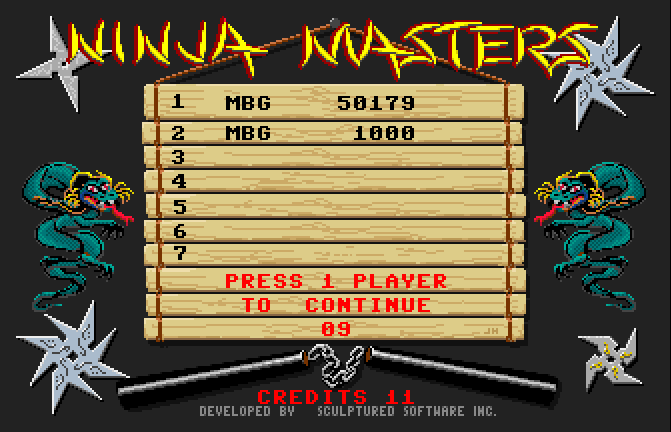 NINJA MASTERS
1 MBG 50179
2 MBG 1000
3
4
5
6
7
PRESS 1 PLAYER
TO CONTINUE
09
JH
CREDITS 11
DEVELOPED BY SCULPTURED SOFTWARE INC.